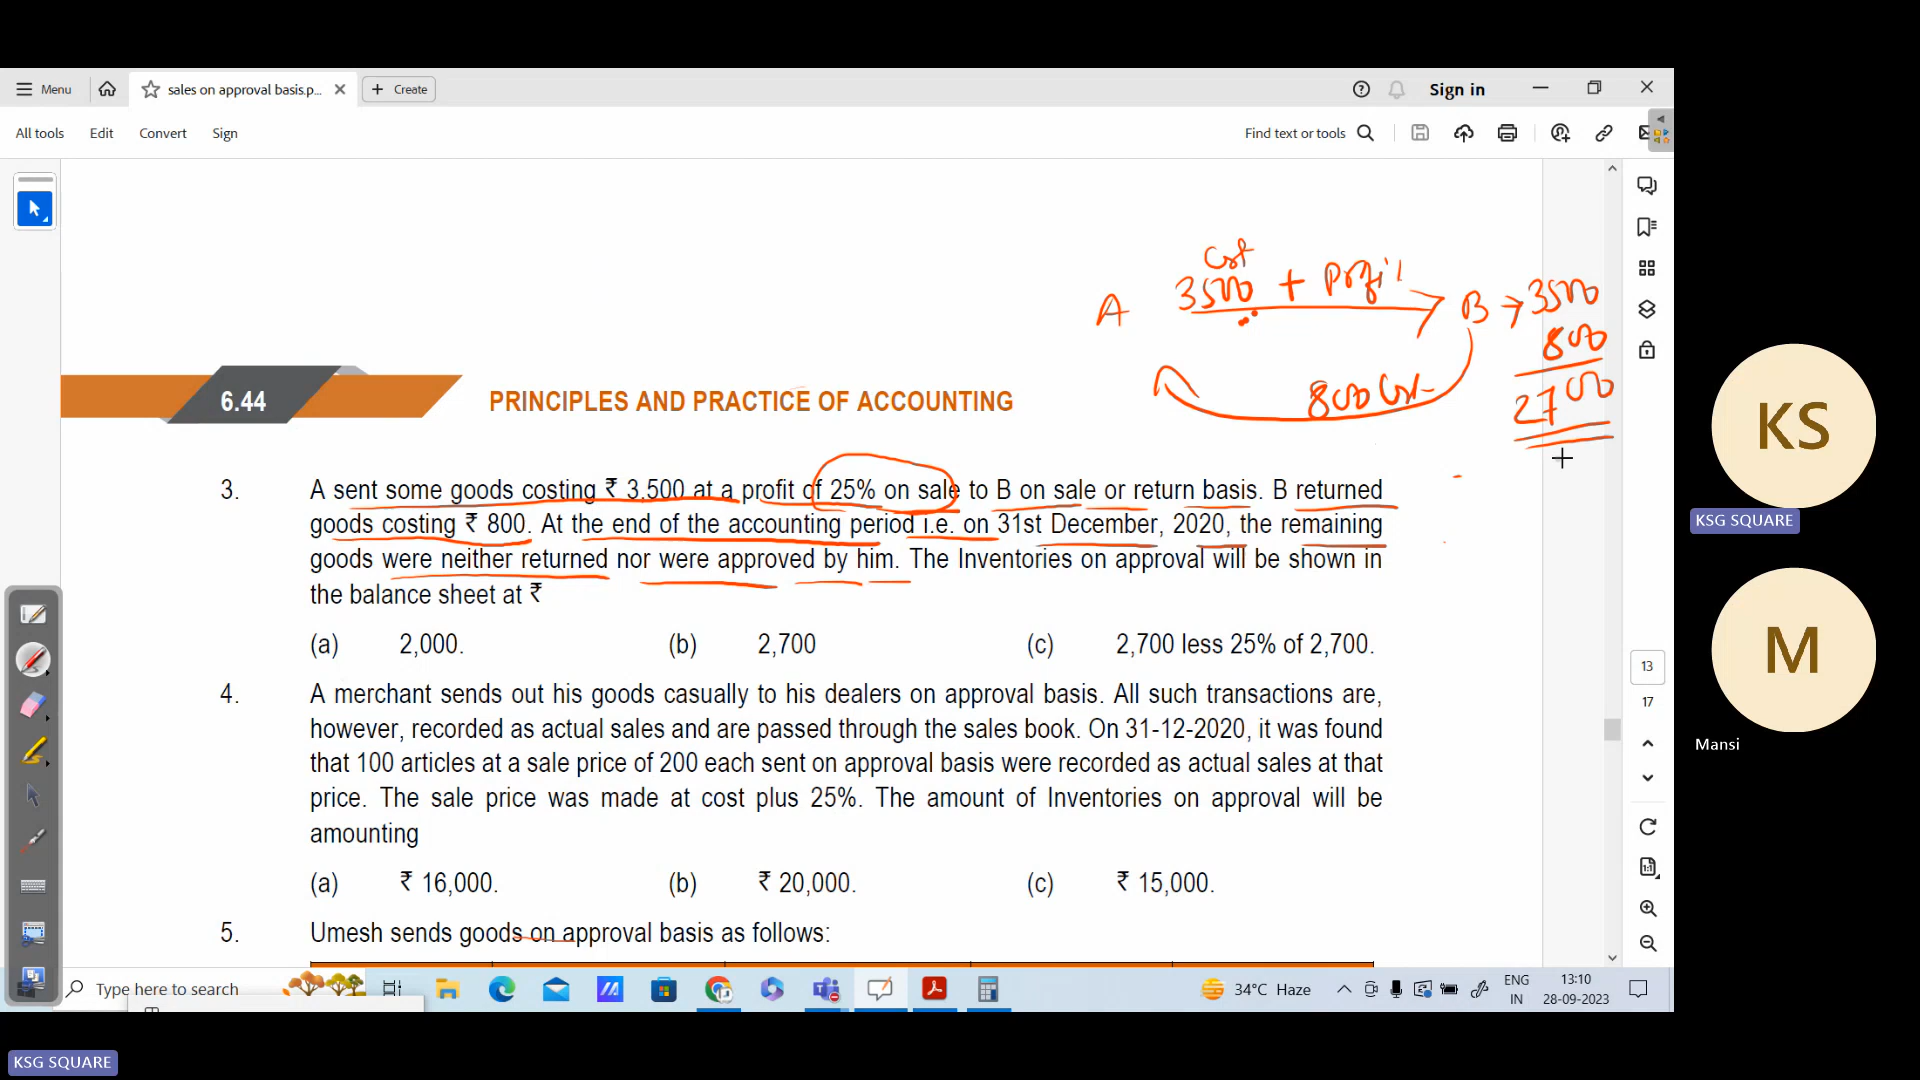 Menu
sales on approval basis.p...
Create
Sign in
All tools
Edit
Convert
Sign
Find text or tools
Cost
A 3500 + Profit B → 3500
800
800 Cost
2700
6.44 PRINCIPLES AND PRACTICE OF ACCOUNTING
3. A sent some goods costing ₹ 3,500 at a profit of 25% on sale to B on sale or return basis. B returned
goods costing ₹ 800. At the end of the accounting period i.e. on 31st December, 2020, the remaining
goods were neither returned nor were approved by him. The Inventories on approval will be shown in
the balance sheet at ₹
(a) 2,000. (b) 2,700 (c) 2,700 less 25% of 2,700.
4. A merchant sends out his goods casually to his dealers on approval basis. All such transactions are,
however, recorded as actual sales and are passed through the sales book. On 31-12-2020, it was found
that 100 articles at a sale price of 200 each sent on approval basis were recorded as actual sales at that
price. The sale price was made at cost plus 25%. The amount of Inventories on approval will be
amounting
(a) ₹ 16,000. (b) ₹ 20,000. (c) ₹ 15,000.
5. Umesh sends goods on approval basis as follows:
13
17
1:1
KS
KSG SQUARE
M
Mansi
Type here to search
34°C Haze
ENG
IN
13:10
28-09-2023
KSG SQUARE